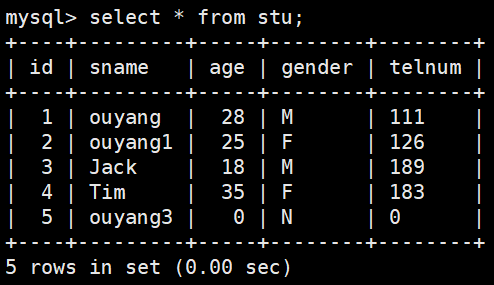 mysql> select * from stu;
+----+---------+-----+--------+--------+
| id | sname   | age | gender | telnum |
+----+---------+-----+--------+--------+
|  1 | ouyang  |  28 | M      | 111    |
|  2 | ouyang1 |  25 | F      | 126    |
|  3 | Jack    |  18 | M      | 189    |
|  4 | Tim     |  35 | F      | 183    |
|  5 | ouyang3 |   0 | N      | 0      |
+----+---------+-----+--------+--------+
5 rows in set (0.00 sec)